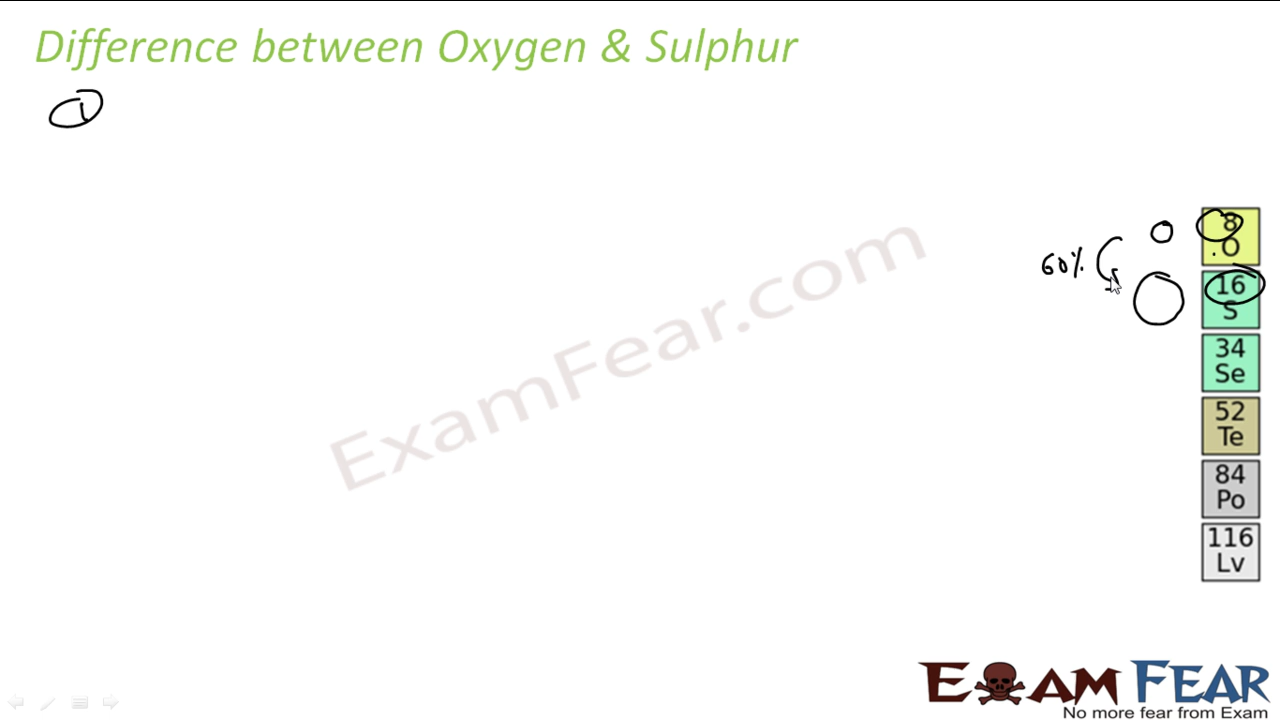 Difference between Oxygen & Sulphur
1
8
O
60%
16
S
34
Se
52
Te
84
Po
116
Lv
ExamFear.com
EXAM FEAR
No more fear from Exam